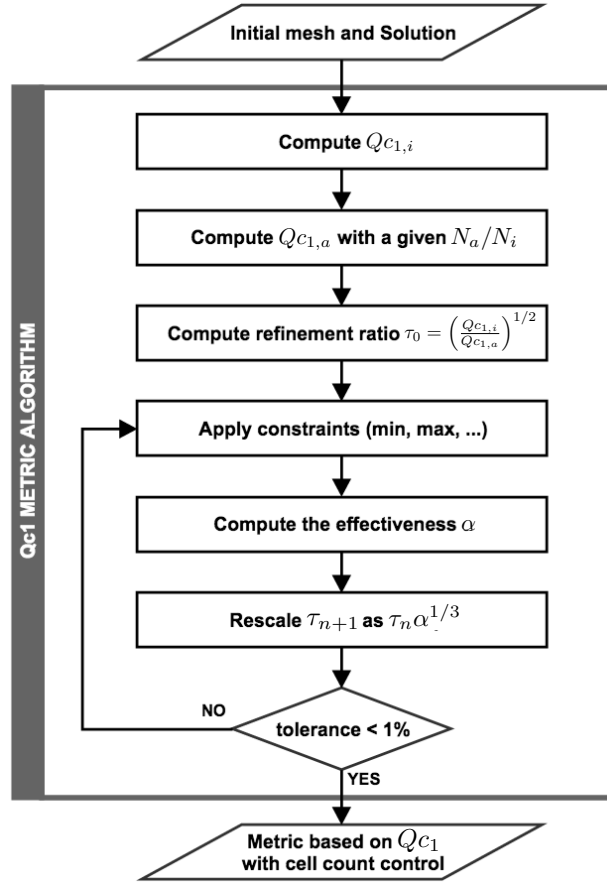 Initial mesh and Solution
Compute $Qc_{1,i}$
Compute $Qc_{1,a}$ with a given $N_a/N_i$
Compute refinement ratio $\tau_0 = \left(\frac{Qc_{1,i}}{Qc_{1,a}}\right)^{1/2}$
Apply constraints (min, max, ...)
Compute the effectiveness $\alpha$
Rescale $\tau_{n+1}$ as $\tau_n \alpha^{1/3}$
tolerance < 1%
NO
YES
Metric based on $Qc_1$
with cell count control
Qc1 METRIC ALGORITHM